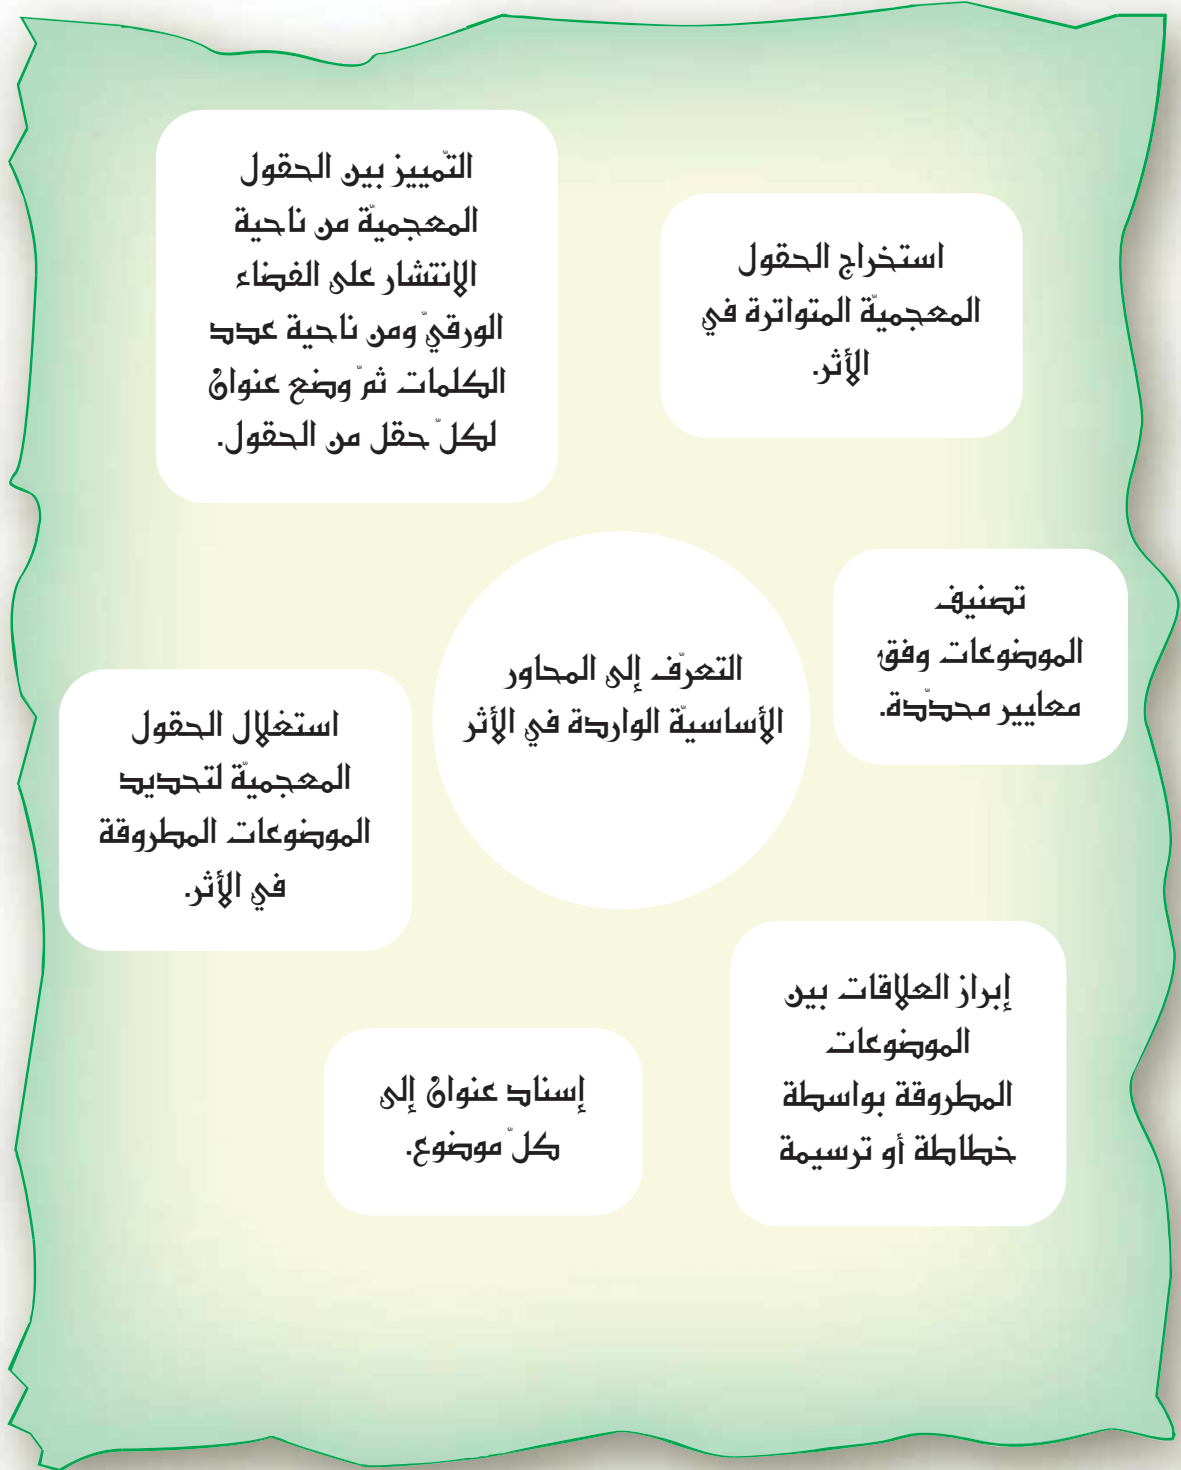 استخراج الحقول
المعجميّة المتواترة في
الأثر.
التّمييز بين الحقول
المعجميّة من ناحية
الانتشار على الفضاء
الورقيّ ومن ناحية عدد
الكلمات ثمّ وضع عنوان
لكلّ حقل من الحقول.
تصنيف
الموضوعات وفق
معايير محدّدة.
التعرّف إلى المحاور
الأساسيّة الواردة في الأثر
استغلال الحقول
المعجميّة لتحديد
الموضوعات المطروقة
في الأثر.
إبراز العلاقات بين
الموضوعات
المطروقة بواسطة
خطاطة أو ترسيمة
إسناد عنوان إلى
كلّ موضوع.